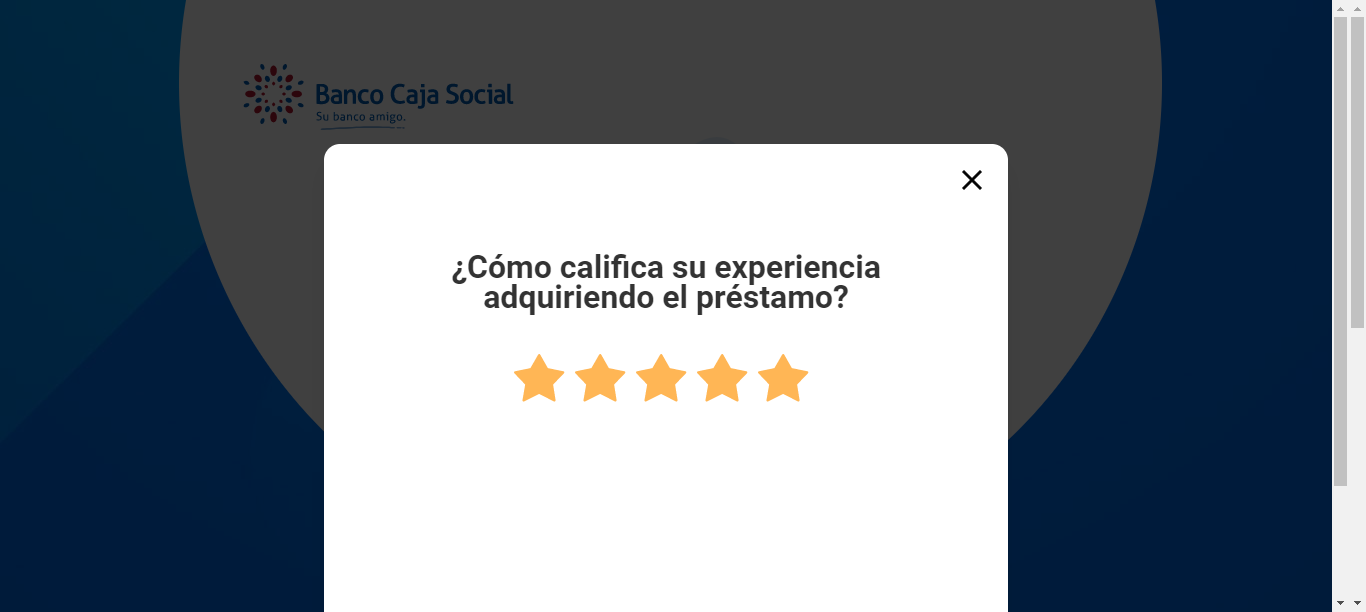 Banco Caja Social
Su banco amigo.
¿Cómo califica su experiencia
adquiriendo el préstamo?